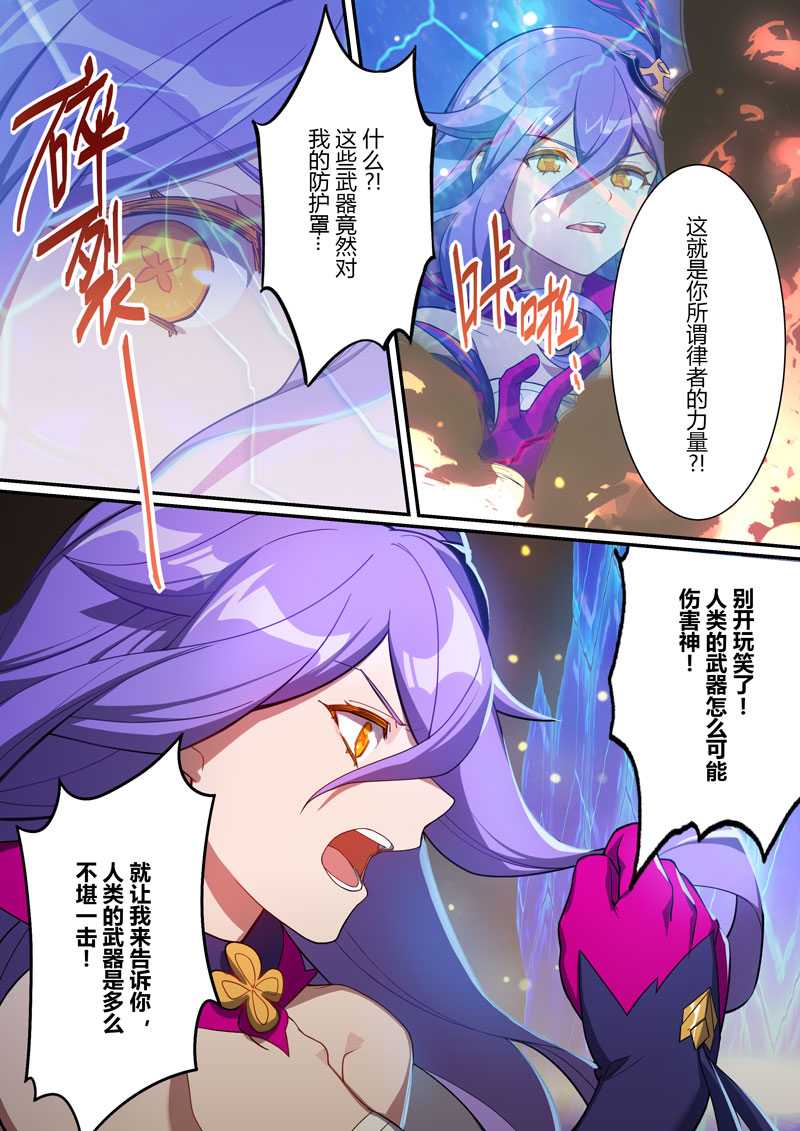 这就是你所谓律者的力量?!
咔啦…
什么?!
这些武器竟然对
我的防护罩…
碎裂——
别开玩笑了！
人类的武器怎么可能
伤害神！
就让我来告诉你，
人类的武器是多么
不堪一击！